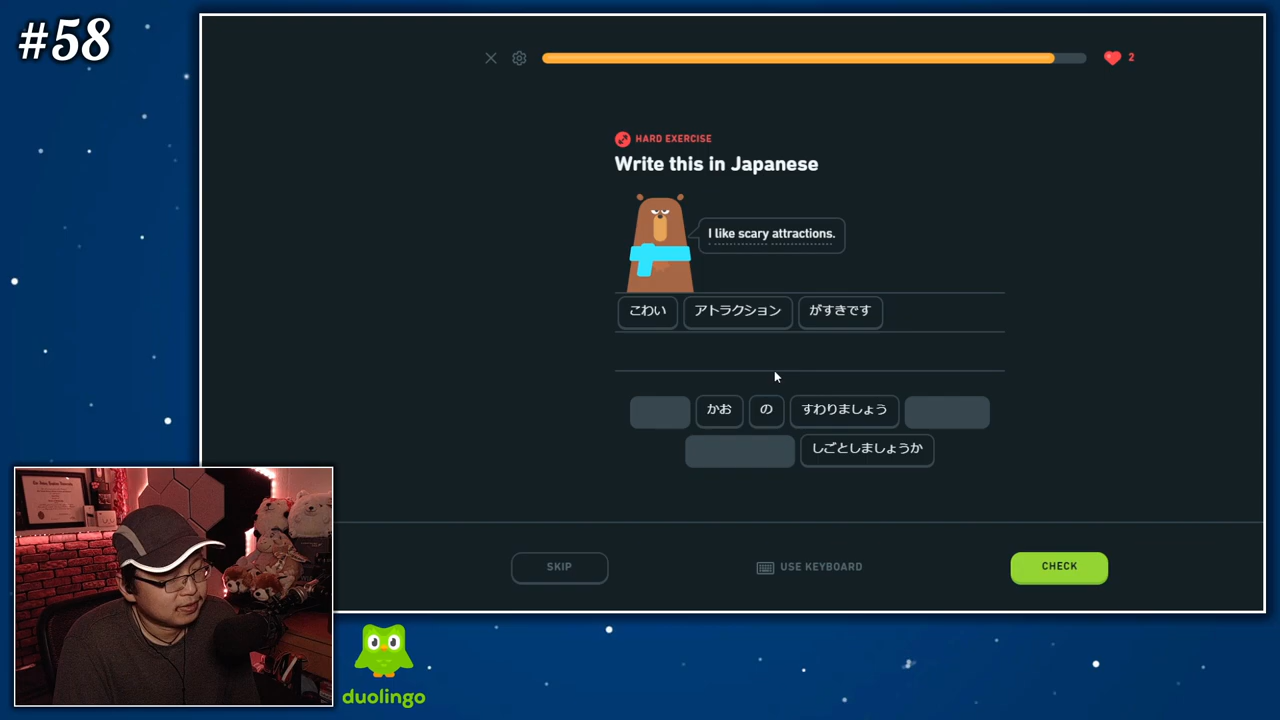 #58
2
HARD EXERCISE
Write this in Japanese
I like scary attractions.
こわい アトラクション がすきです
かお の すわりましょう
しごとしましょうか
SKIP USE KEYBOARD CHECK
duolingo